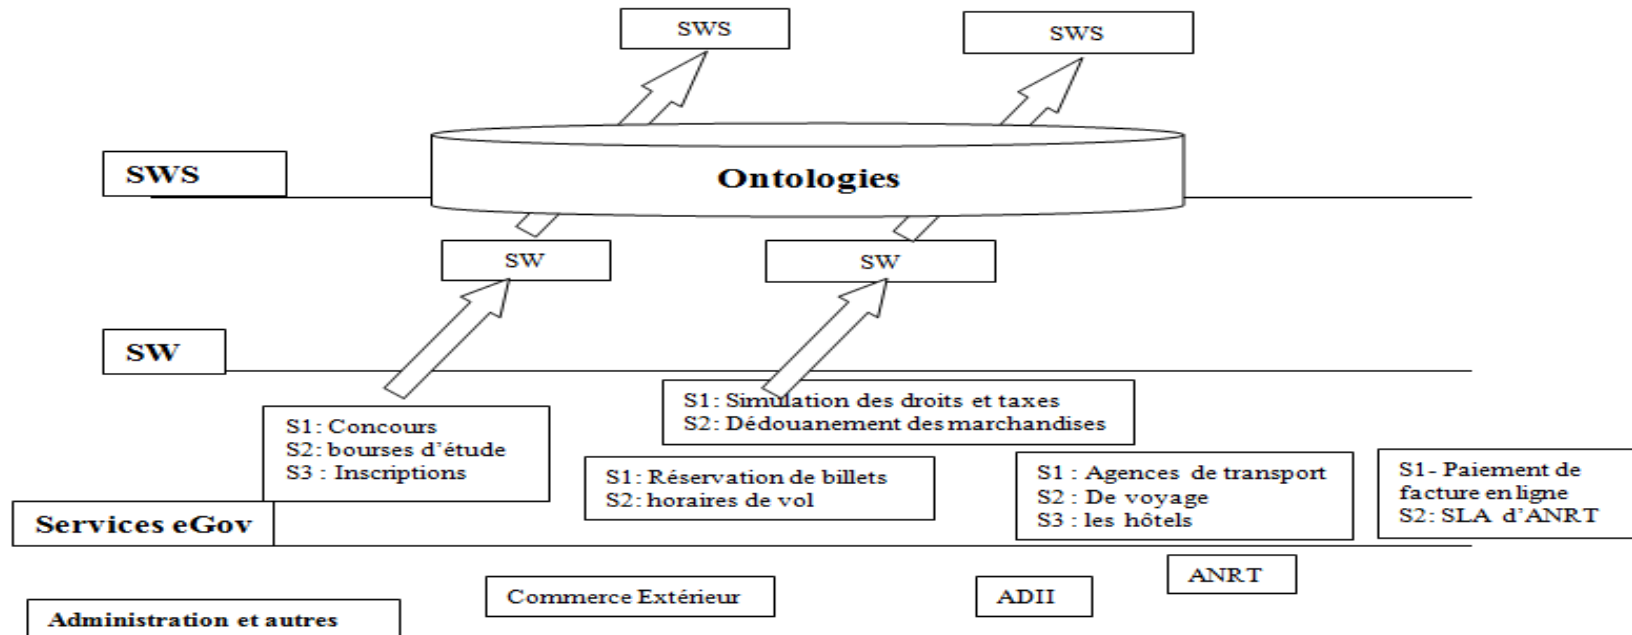 SWS
SWS
SWS
Ontologies
SW
SW
SW
S1: Simulation des droits et taxes
S2: Dédouanement des marchandises
S1: Concours
S2: bourses d'étude
S3 : Inscriptions
S1: Réservation de billets
S2: horaires de vol
S1 : Agences de transport
S2 : De voyage
S3 : les hôtels
S1- Paiement de
facture en ligne
S2: SLA d'ANRT
Services eGov
ANRT
Commerce Extérieur
ADII
Administration et autres